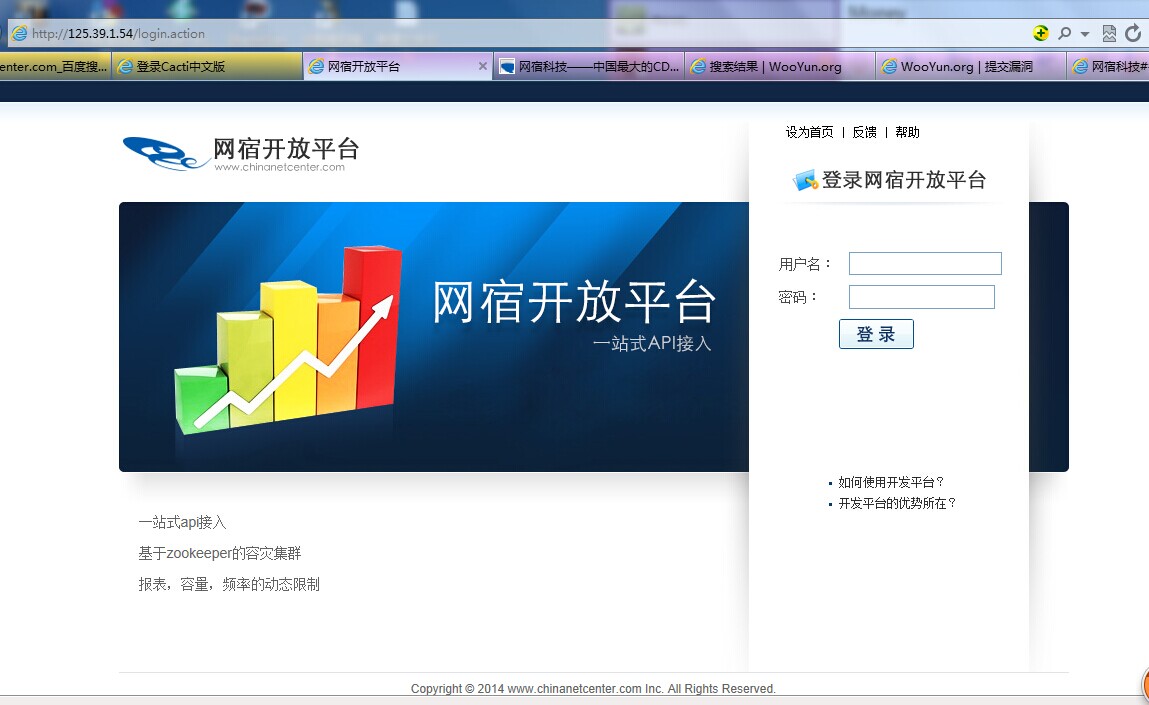 http://125.39.1.54/login.action
enter.com_百度搜...
登录Cacti中文版
网宿开放平台
网宿科技——中国最大的CD...
搜索结果 | WooYun.org
WooYun.org | 提交漏洞
网宿科技#
设为首页 | 反馈 | 帮助
网宿开放平台
www.chinanetcenter.com
登录网宿开放平台
网宿开放平台
一站式API接入
用户名：
密码：
登 录
如何使用开发平台？
开发平台的优势所在？
一站式api接入
基于zookeeper的容灾集群
报表，容量，频率的动态限制
Copyright © 2014 www.chinanetcenter.com Inc. All Rights Reserved.